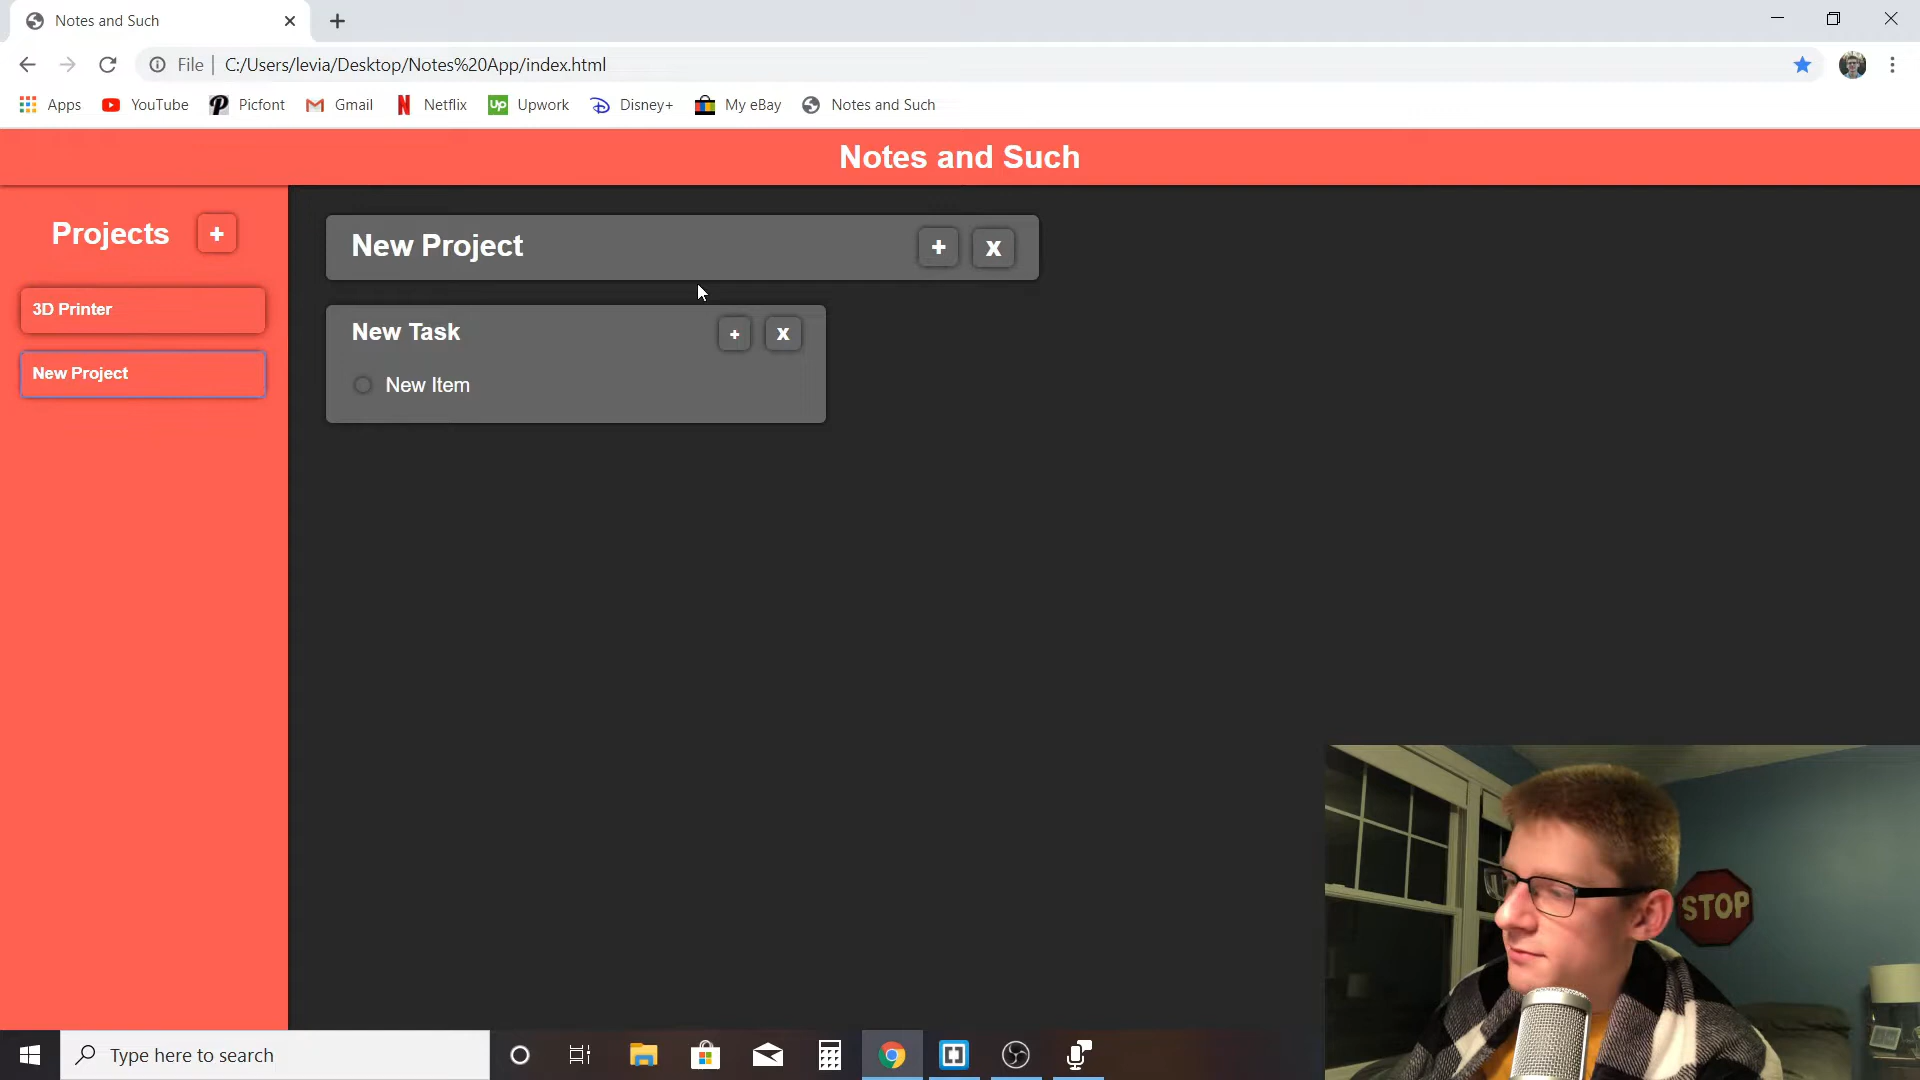 Notes and Such
File
C:/Users/levia/Desktop/Notes%20App/index.html
Apps
YouTube
Picfont
Gmail
Netflix
Up Upwork
Disney+
My eBay
Notes and Such
Notes and Such
Projects +
3D Printer
New Project
New Project + x
New Task + x
New Item
STOP
Type here to search